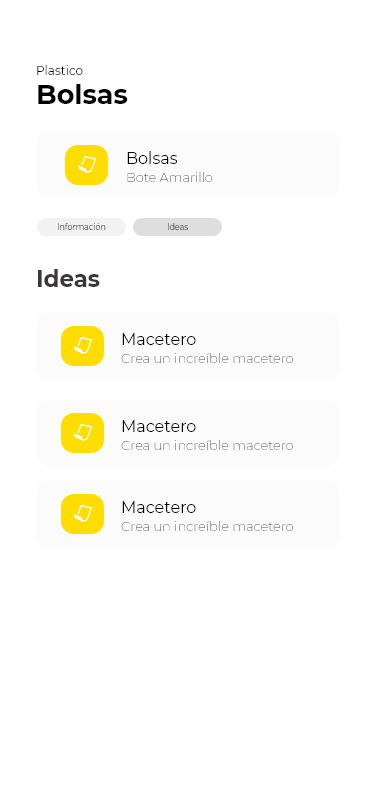 Plastico
Bolsas
Bolsas
Bote Amarillo
Información
Ideas
Ideas
Macetero
Crea un increíble macetero
Macetero
Crea un increíble macetero
Macetero
Crea un increíble macetero